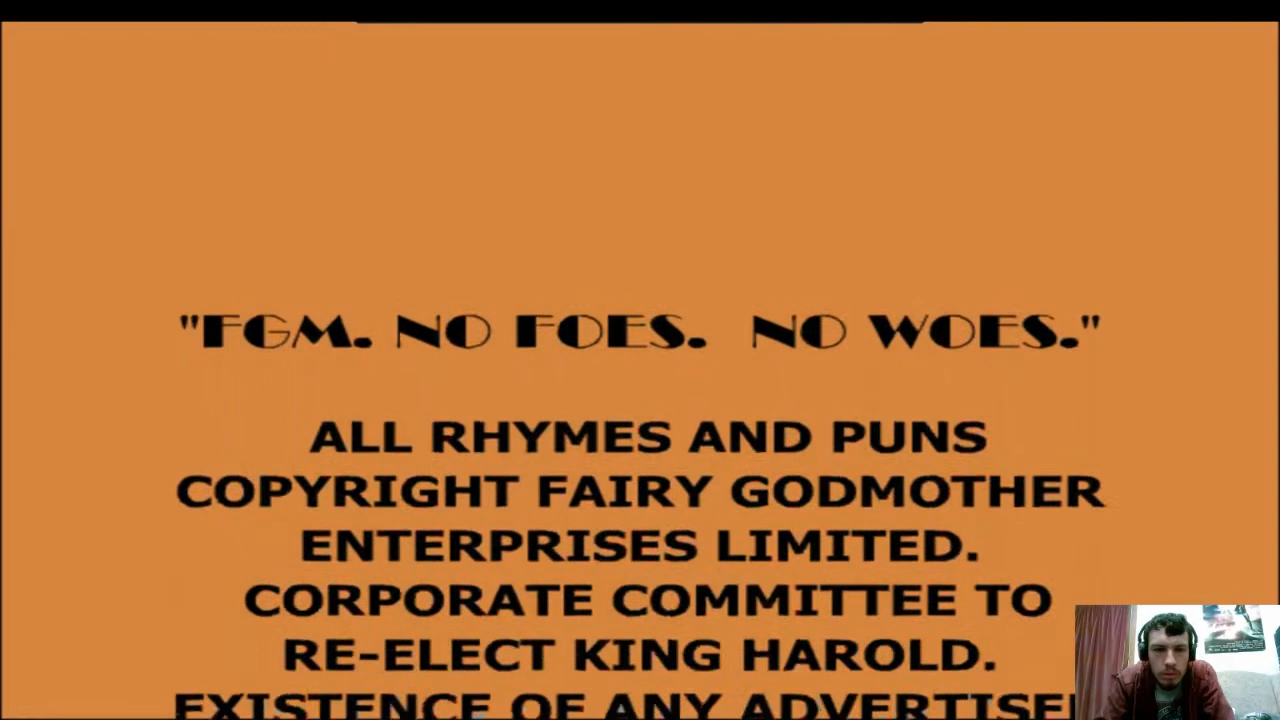 "FGM. NO FOES.  NO WOES."
ALL RHYMES AND PUNS
COPYRIGHT FAIRY GODMOTHER
ENTERPRISES LIMITED.
CORPORATE COMMITTEE TO
RE-ELECT KING HAROLD.
EXISTENCE OF ANY